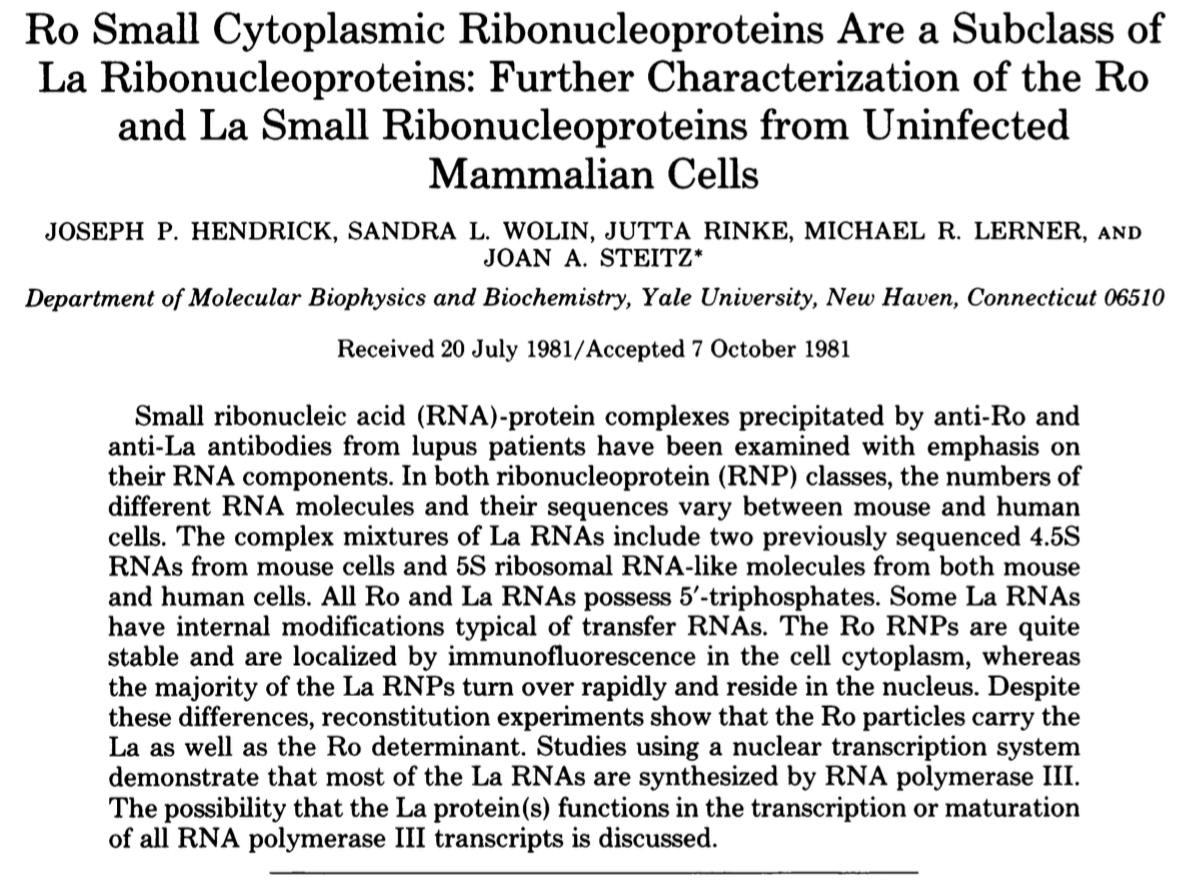 Ro Small Cytoplasmic Ribonucleoproteins Are a Subclass of
La Ribonucleoproteins: Further Characterization of the Ro
and La Small Ribonucleoproteins from Uninfected
Mammalian Cells
JOSEPH P. HENDRICK, SANDRA L. WOLIN, JUTTA RINKE, MICHAEL R. LERNER, AND
JOAN A. STEITZ*
Department of Molecular Biophysics and Biochemistry, Yale University, New Haven, Connecticut 06510
Received 20 July 1981/Accepted 7 October 1981
Small ribonucleic acid (RNA)-protein complexes precipitated by anti-Ro and
anti-La antibodies from lupus patients have been examined with emphasis on
their RNA components. In both ribonucleoprotein (RNP) classes, the numbers of
different RNA molecules and their sequences vary between mouse and human
cells. The complex mixtures of La RNAs include two previously sequenced 4.5S
RNAs from mouse cells and 5S ribosomal RNA-like molecules from both mouse
and human cells. All Ro and La RNAs possess 5′-triphosphates. Some La RNAs
have internal modifications typical of transfer RNAs. The Ro RNPs are quite
stable and are localized by immunofluorescence in the cell cytoplasm, whereas
the majority of the La RNPs turn over rapidly and reside in the nucleus. Despite
these differences, reconstitution experiments show that the Ro particles carry the
La as well as the Ro determinant. Studies using a nuclear transcription system
demonstrate that most of the La RNAs are synthesized by RNA polymerase III.
The possibility that the La protein(s) functions in the transcription or maturation
of all RNA polymerase III transcripts is discussed.